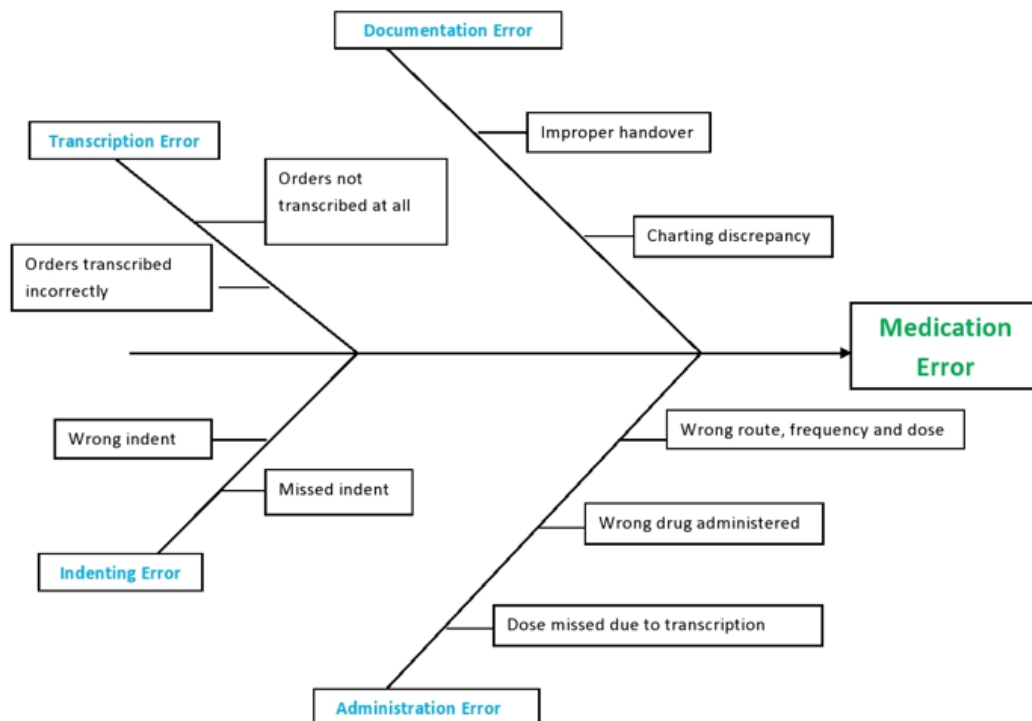 Documentation Error
Improper handover
Transcription Error
Orders not
transcribed at all
Charting discrepancy
Orders transcribed
incorrectly
Medication
Error
Wrong indent
Wrong route, frequency and dose
Missed indent
Wrong drug administered
Indenting Error
Dose missed due to transcription
Administration Error